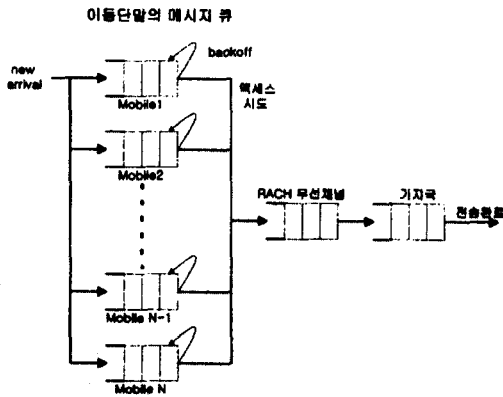 이동단말의 메시지 큐
backoff
new
arrival
Mobile1
액세스
시도
Mobile2
RACH 무선채널
기지국
전송완료
Mobile N-1
Mobile N